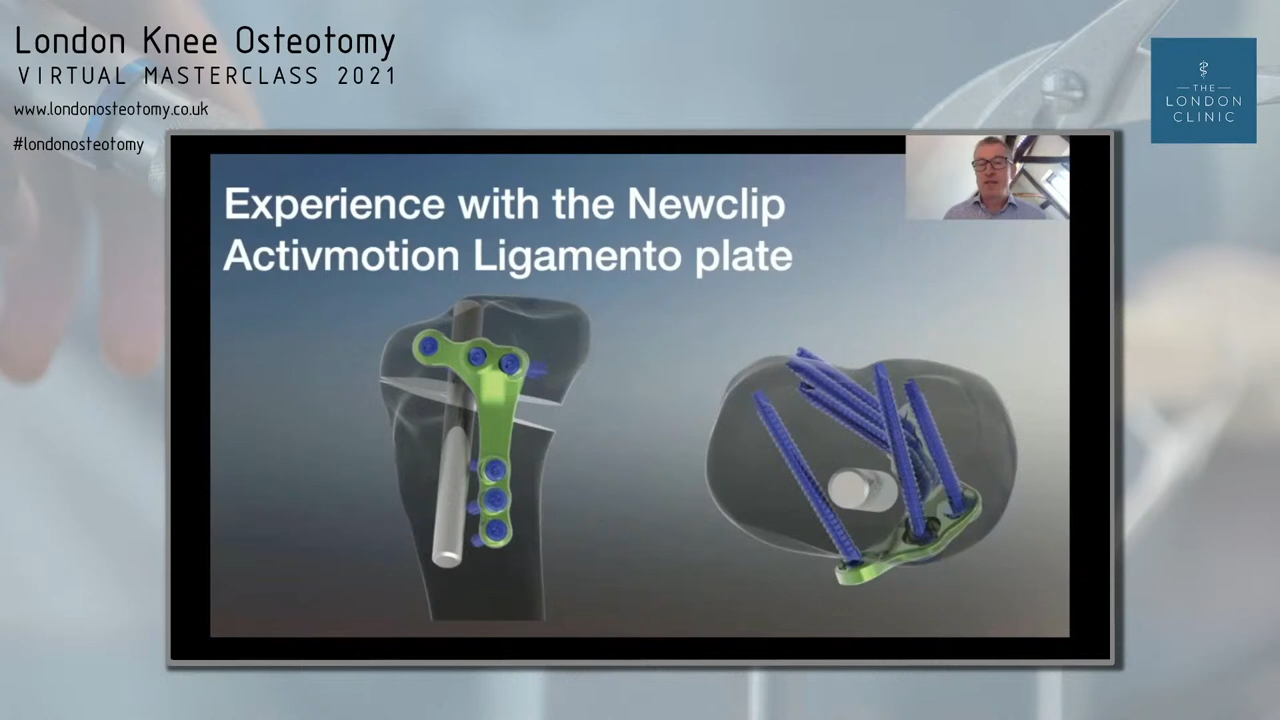 London Knee Osteotomy
VIRTUAL MASTERCLASS 2021
www.londonosteotomy.co.uk
#londonosteotomy
THE
LONDON
CLINIC
Experience with the Newclip
Activmotion Ligamento plate